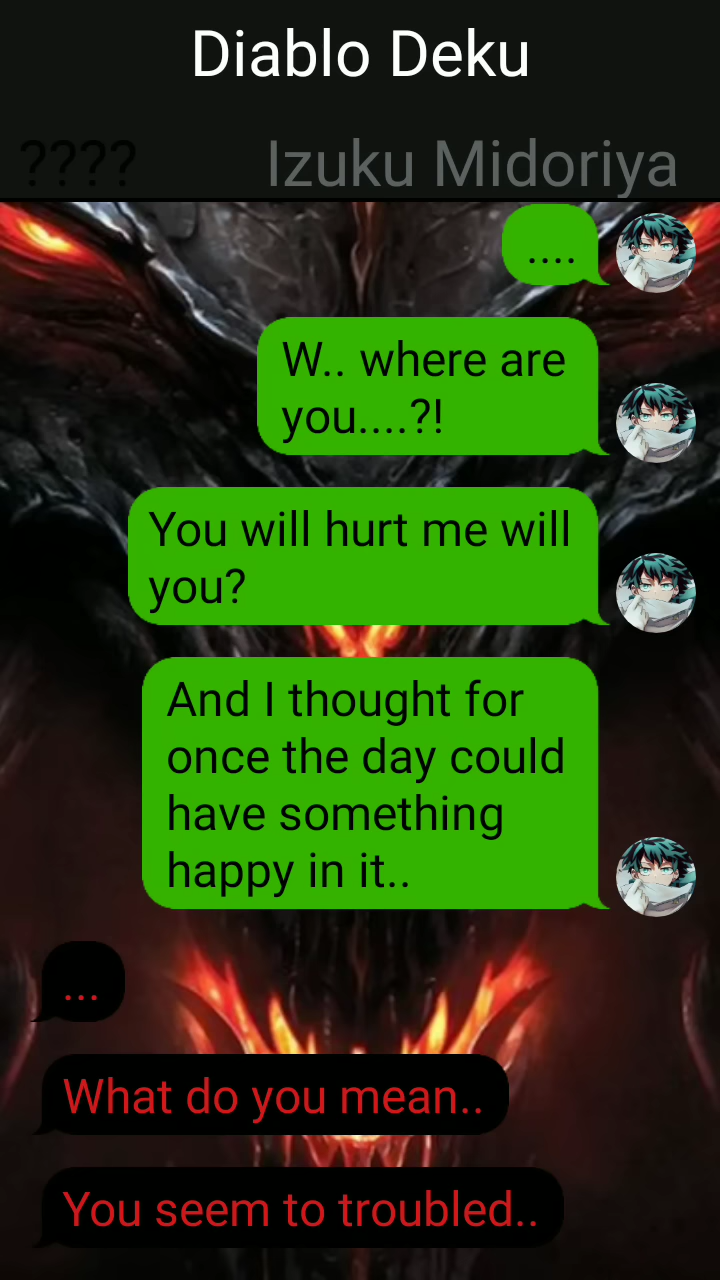 Diablo Deku
???? Izuku Midoriya
....
W.. where are
you....?!
You will hurt me will
you?
And I thought for
once the day could
have something
happy in it..
...
What do you mean..
You seem to troubled..